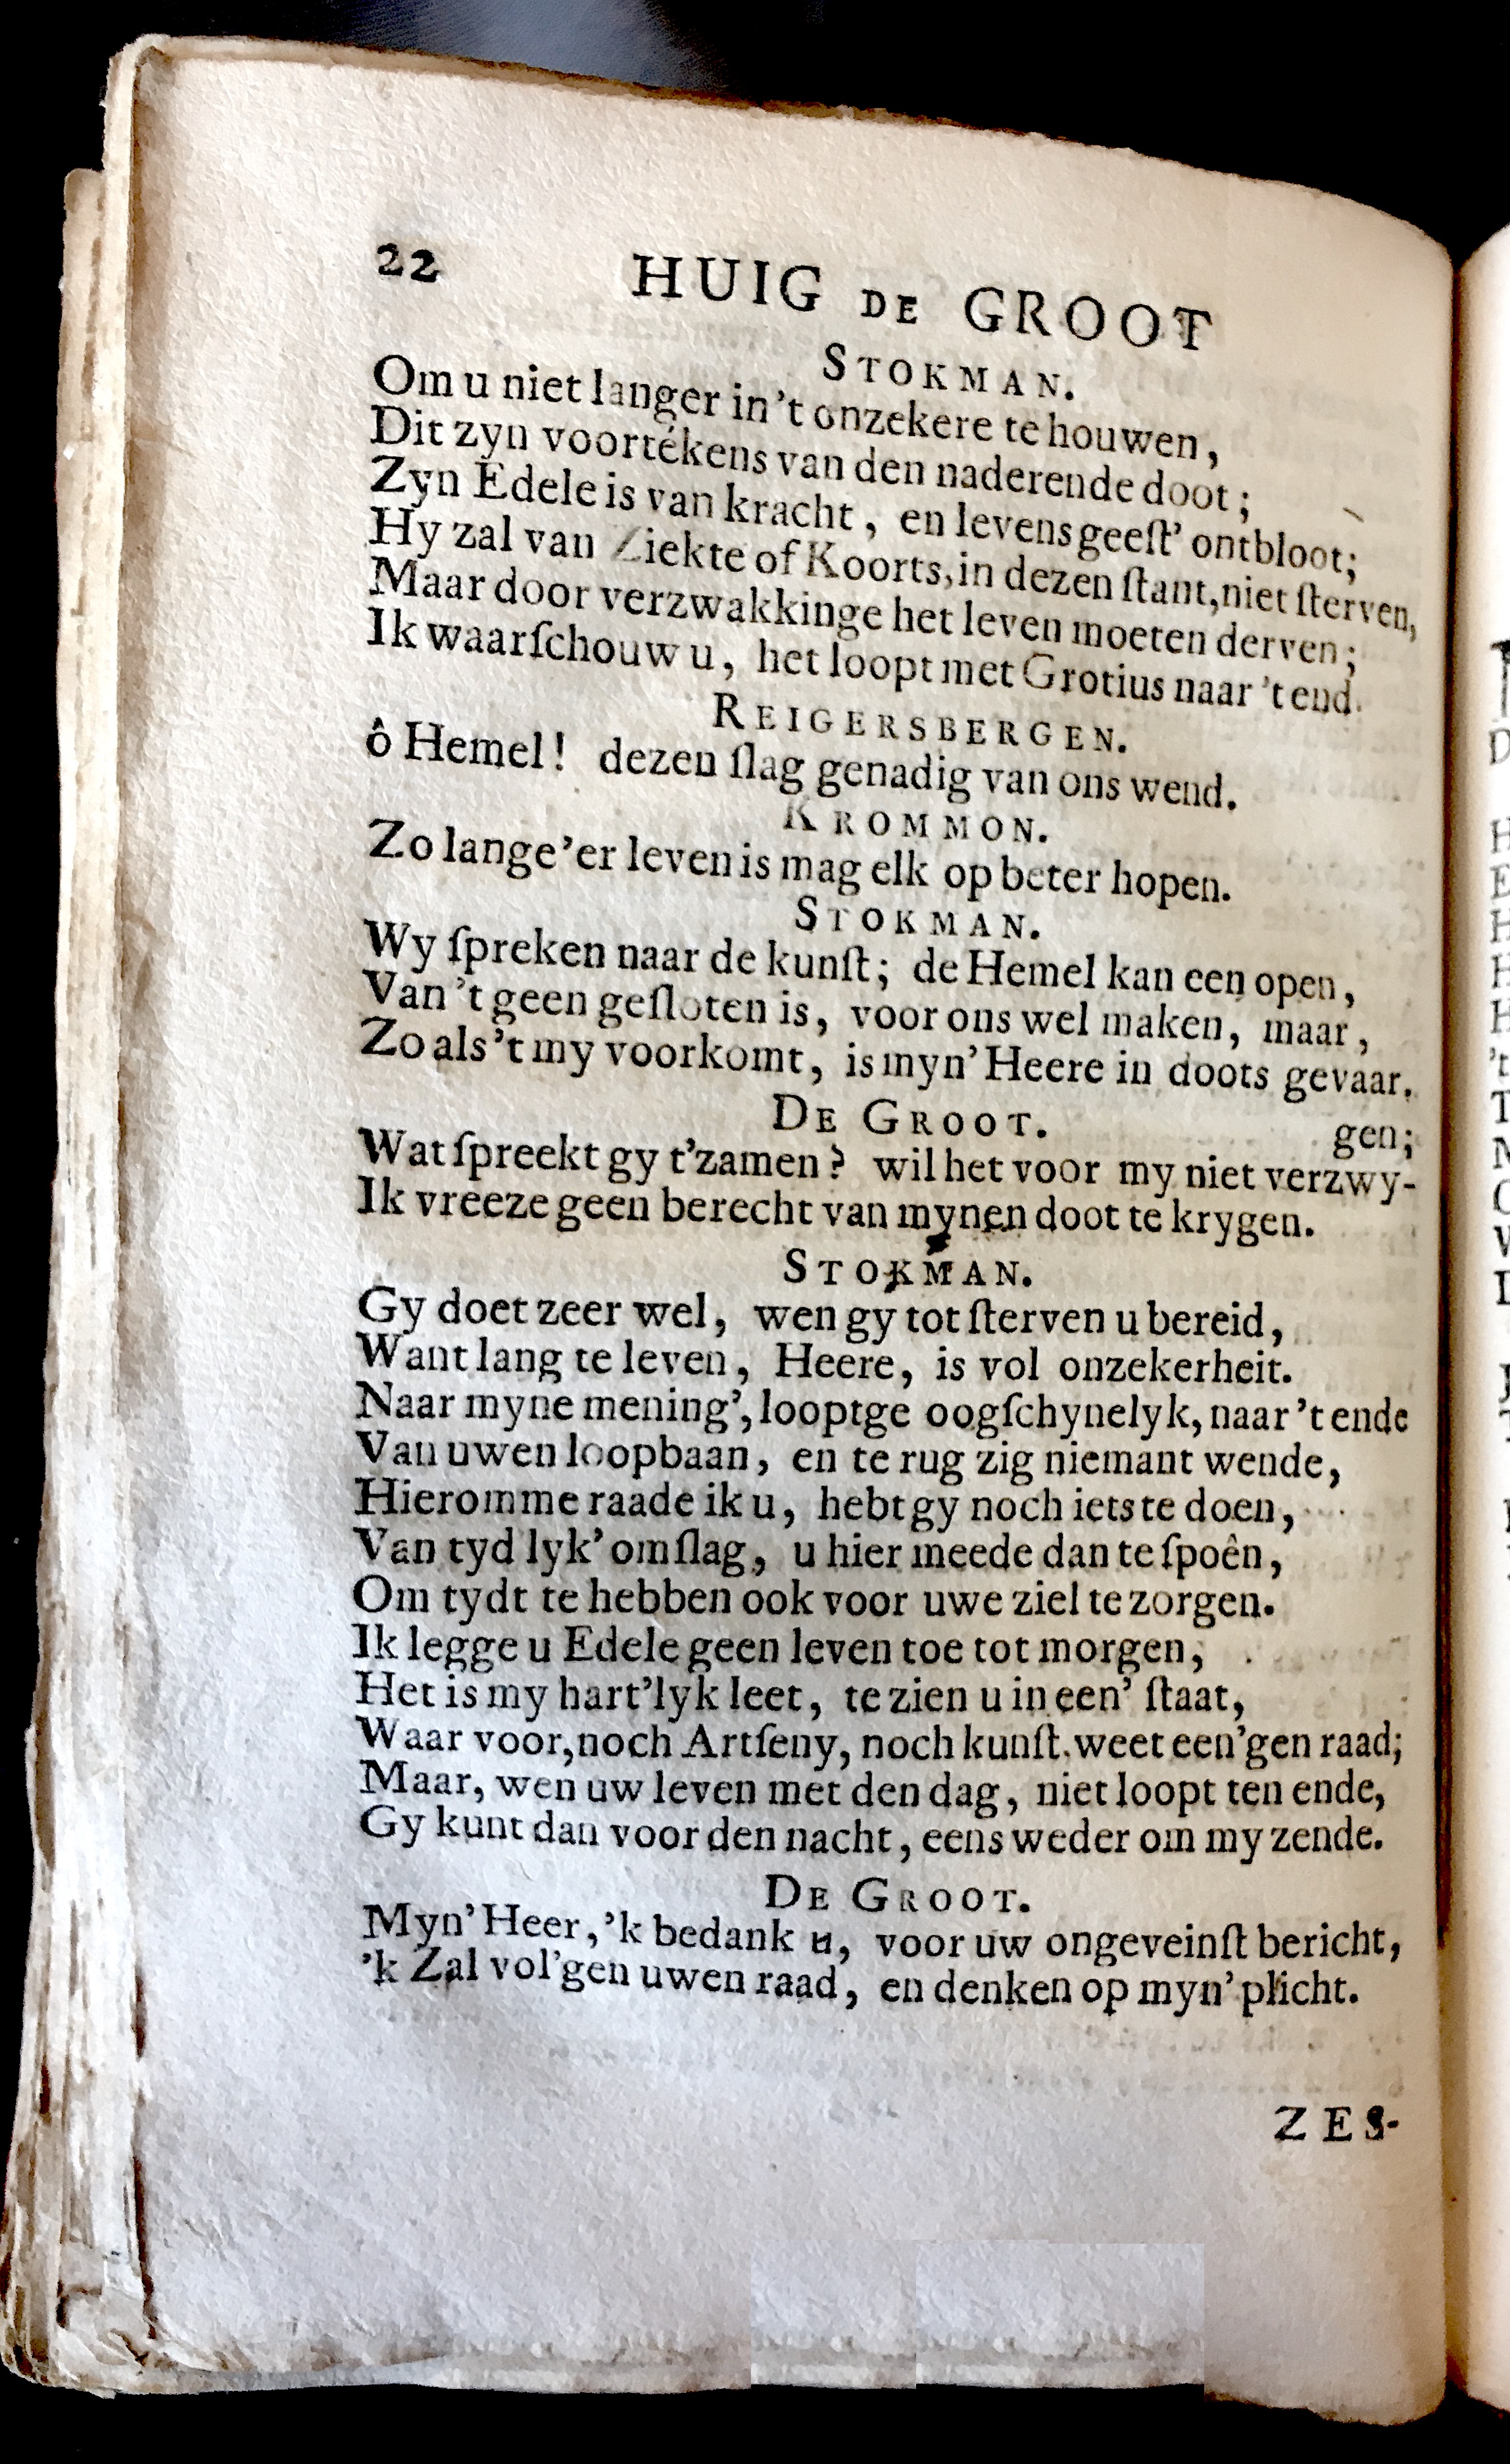 22 HUIG DE GROOT
STOKMAN.
Om u niet langer in 't onzekere te houwen,
Dit zyn voortékens van den naderende doot;
Zyn Edele is van kracht, en levensgeeſt' ontbloot;
Hy zal van Ziekte of Koorts, in dezen ſtant, niet ſterven,
Maar door verzwakkinge het leven moeten derven;
Ik waarſchouw u, het loopt met Grotius naar 't end.
REIGERSBERGEN.
ô Hemel! dezen ſlag genadig van ons wend.
KROMMON.
Zo lange 'er leven is mag elk op beter hopen.
STOKMAN.
Wy ſpreken naar de kunſt; de Hemel kan een open,
Van 't geen geſloten is, voor ons wel maken, maar,
Zo als 't my voorkomt, is myn' Heere in doots gevaar.
DE GROOT.
gen;
Wat ſpreekt gy t'zamen? wil het voor my niet verzwy-
Ik vreeze geen berecht van mynen doot te krygen.
STOKMAN.
Gy doet zeer wel, wen gy tot ſterven u bereid,
Want lang te leven, Heere, is vol onzekerheit.
Naar myne mening', looptge oogſchynelyk, naar 't ende
Van uwen loopbaan, en te rug zig niemant wende,
Hieromme raade ik u, hebt gy noch iets te doen,
Van tyd lyk' omſlag, u hier meede dan te ſpoên,
Om tydt te hebben ook voor uwe ziel te zorgen.
Ik legge u Edele geen leven toe tot morgen,
Het is my hart'lyk leet, te zien u in een' ſtaat,
Waar voor, noch Artſeny, noch kunſt. weet een'gen raad;
Maar, wen uw leven met den dag, niet loopt ten ende,
Gy kunt dan voor den nacht, eens weder om my zende.
DE GROOT.
Myn' Heer, 'k bedank u, voor uw ongeveinſt bericht,
'k Zal vol'gen uwen raad, en denken op myn' plicht.
ZES-